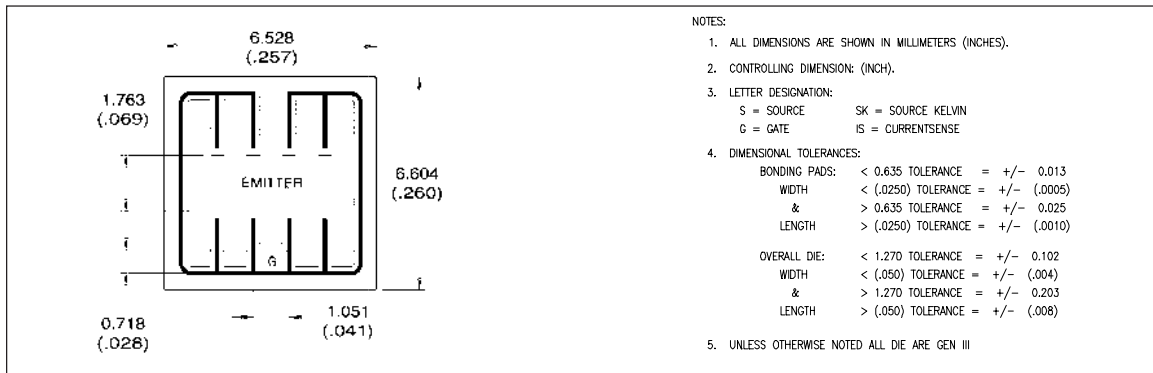 6.528
(.257)
1.763
(.069)
EMITTER
6.604
(.260)
G
0.718
(.028)
1.051
(.041)
NOTES:
1. ALL DIMENSIONS ARE SHOWN IN MILLIMETERS (INCHES).
2. CONTROLLING DIMENSION: (INCH).
3. LETTER DESIGNATION:
S = SOURCE SK = SOURCE KELVIN
G = GATE IS = CURRENTSENSE
4. DIMENSIONAL TOLERANCES:
BONDING PADS: < 0.635 TOLERANCE = +/- 0.013
WIDTH < (.0250) TOLERANCE = +/- (.0005)
& > 0.635 TOLERANCE = +/- 0.025
LENGTH > (.0250) TOLERANCE = +/- (.0010)
OVERALL DIE: < 1.270 TOLERANCE = +/- 0.102
WIDTH < (.050) TOLERANCE = +/- (.004)
& > 1.270 TOLERANCE = +/- 0.203
LENGTH > (.050) TOLERANCE = +/- (.008)
5. UNLESS OTHERWISE NOTED ALL DIE ARE GEN III